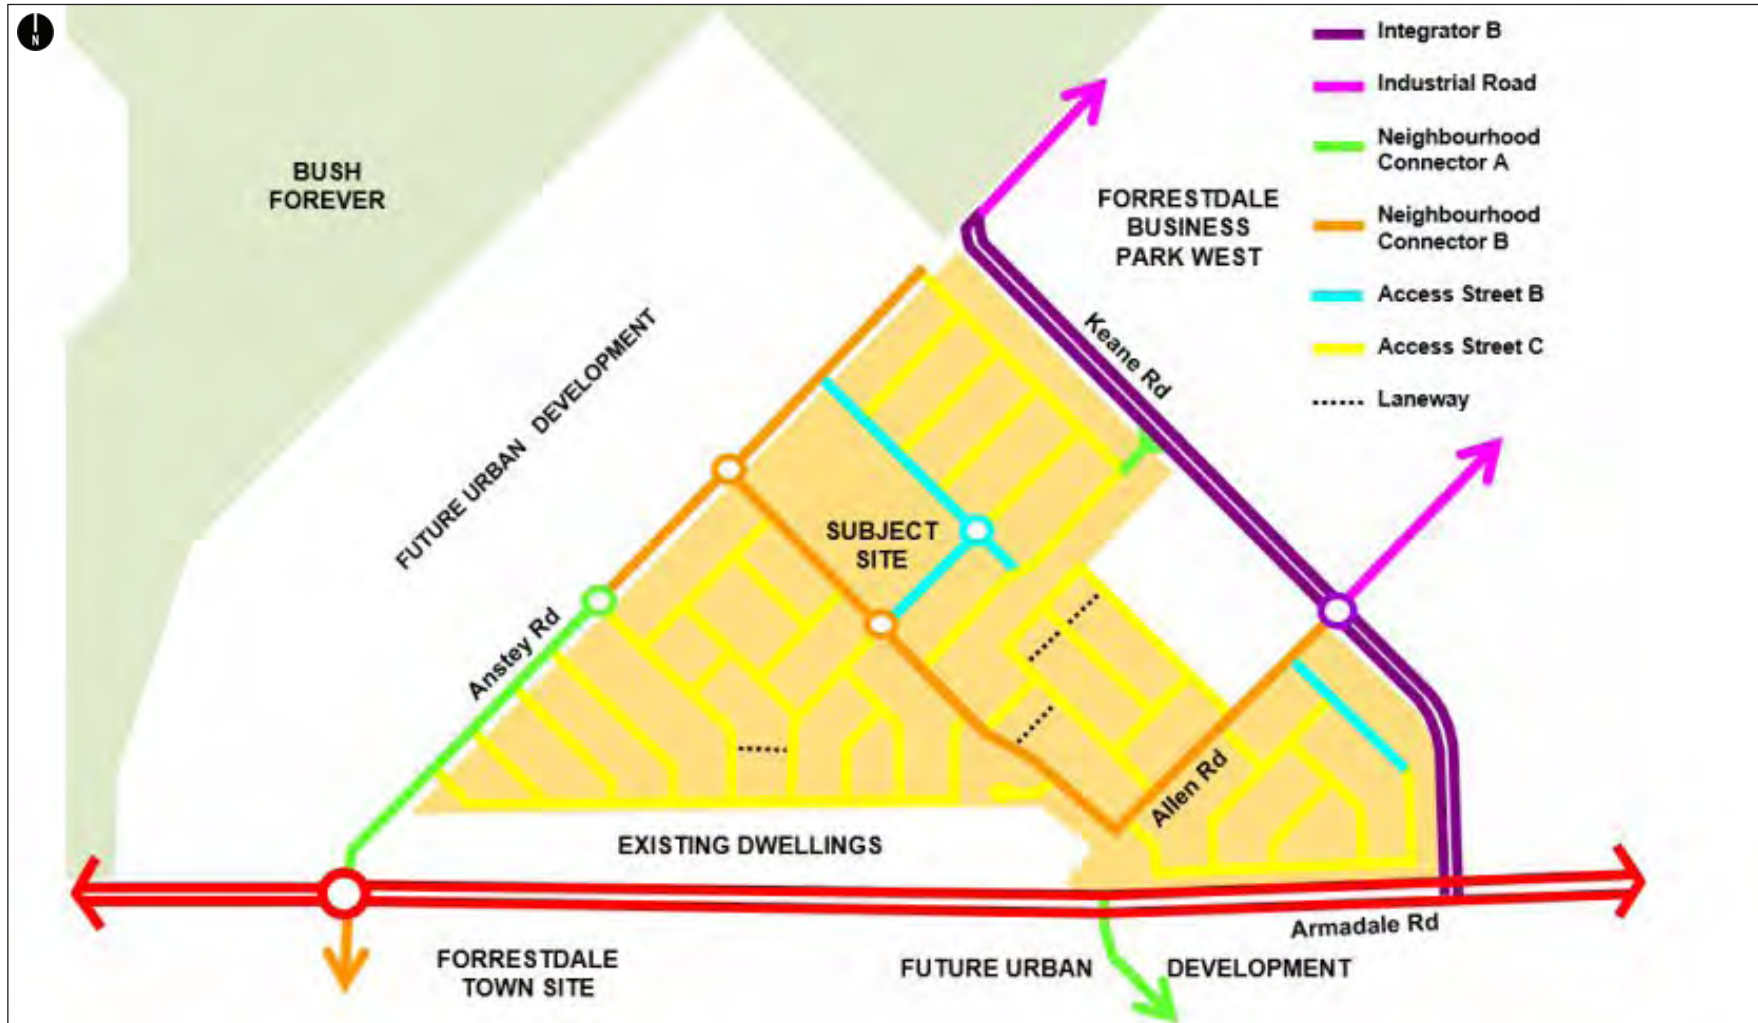 N
Integrator B
Industrial Road
Neighbourhood
Connector A
Neighbourhood
Connector B
Access Street B
Access Street C
Laneway
BUSH
FOREVER
FORRESTDALE
BUSINESS
PARK WEST
Keane Rd
FUTURE URBAN DEVELOPMENT
SUBJECT
SITE
Anstey Rd
Allen Rd
EXISTING DWELLINGS
Armadale Rd
FORRESTDALE
TOWN SITE
FUTURE URBAN DEVELOPMENT